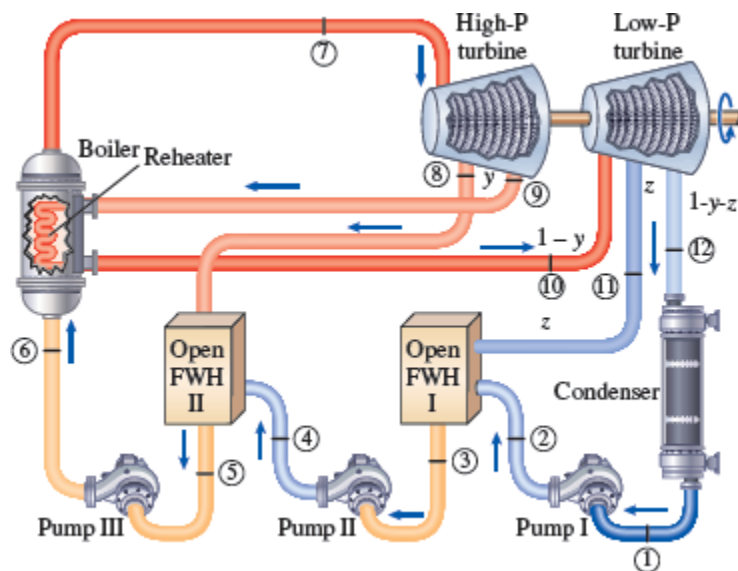 High-P
turbine
Low-P
turbine
⑦
Boiler
Reheater
⑧
y
⑨
z
1-y-z
1 – y
⑩
⑪
⑫
z
⑥
Open
FWH
II
Open
FWH
I
Condenser
④
②
⑤
③
Pump III
Pump II
Pump I
①